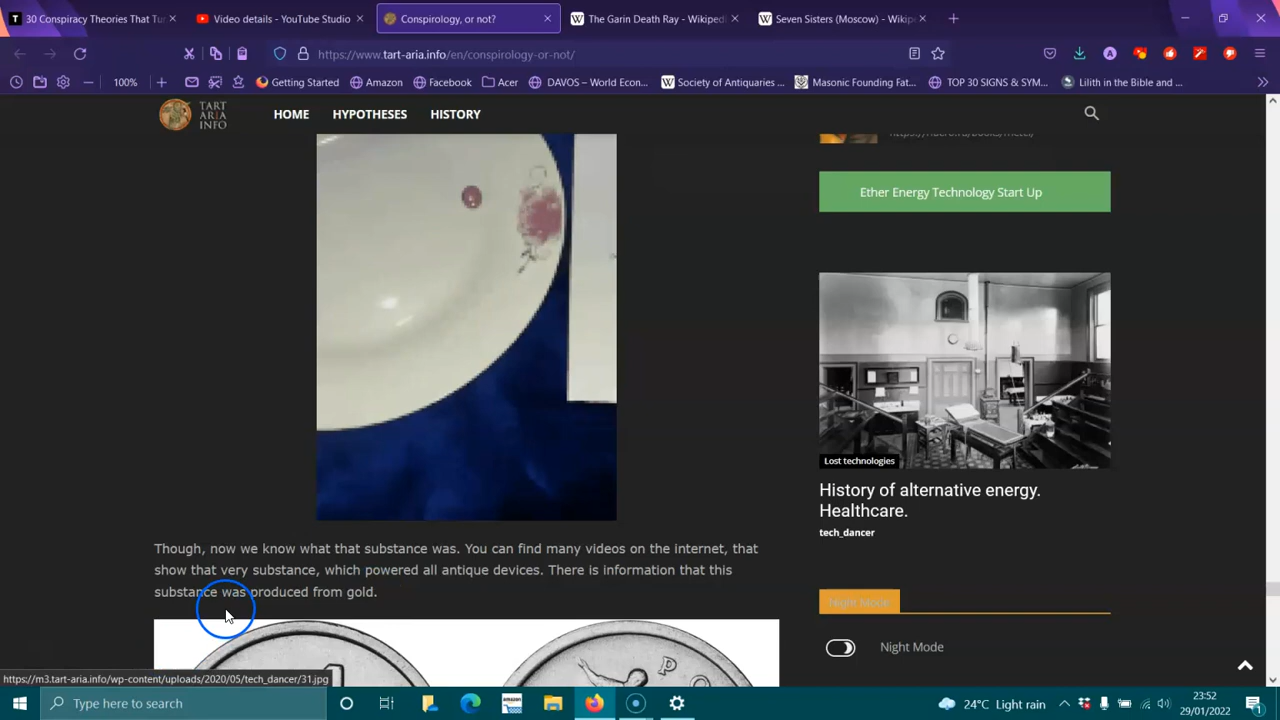 30 Conspiracy Theories That Tur
Video details - YouTube Studio
Conspirology, or not?
The Garin Death Ray - Wikiped
Seven Sisters (Moscow) - Wikip
https://www.tart-aria.info/en/conspirology-or-not/
100%
Getting Started
Amazon
Facebook
Acer
DAVOS – World Econ...
Society of Antiquaries ...
Masonic Founding Fat...
TOP 30 SIGNS & SYM...
Lilith in the Bible and ...
TART
ARIA
INFO
HOME
HYPOTHESES
HISTORY
Ether Energy Technology Start Up
Lost technologies
History of alternative energy.
Healthcare.
tech_dancer
Though, now we know what that substance was. You can find many videos on the internet, that
show that very substance, which powered all antique devices. There is information that this
substance was produced from gold.
Night Mode
Night Mode
https://m3.tart-aria.info/wp-content/uploads/2020/05/tech_dancer/31.jpg
Type here to search
24°C Light rain
23:52
29/01/2022